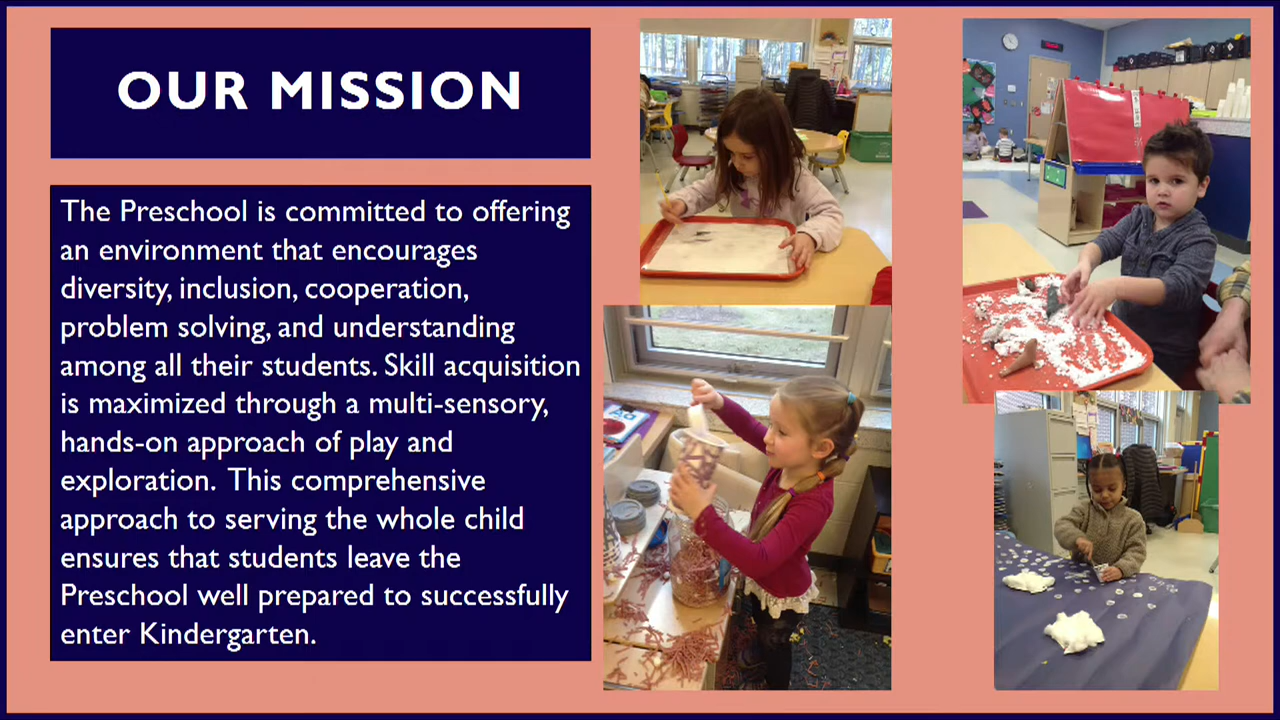 OUR MISSION
The Preschool is committed to offering
an environment that encourages
diversity, inclusion, cooperation,
problem solving, and understanding
among all their students. Skill acquisition
is maximized through a multi-sensory,
hands-on approach of play and
exploration. This comprehensive
approach to serving the whole child
ensures that students leave the
Preschool well prepared to successfully
enter Kindergarten.